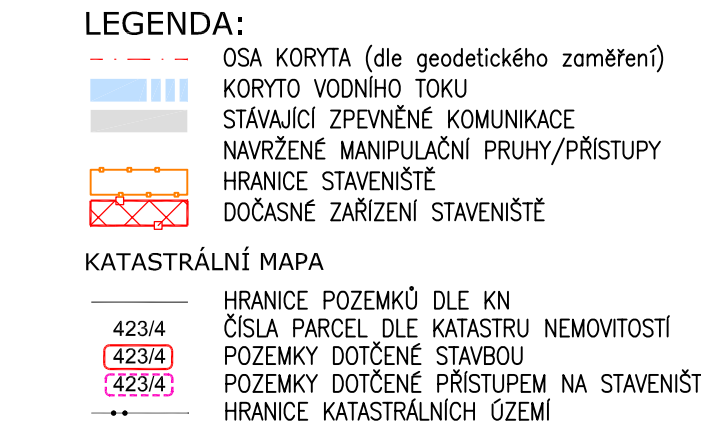 LEGENDA:
OSA KORYTA (dle geodetického zaměření)
KORYTO VODNÍHO TOKU
STÁVAJÍCÍ ZPEVNĚNÉ KOMUNIKACE
NAVRŽENÉ MANIPULAČNÍ PRUHY/PŘÍSTUPY
HRANICE STAVENIŠTĚ
DOČASNÉ ZAŘÍZENÍ STAVENIŠTĚ
KATASTRÁLNÍ MAPA
HRANICE POZEMKŮ DLE KN
423/4 ČÍSLA PARCEL DLE KATASTRU NEMOVITOSTÍ
423/4 POZEMKY DOTČENÉ STAVBOU
423/4 POZEMKY DOTČENÉ PŘÍSTUPEM NA STAVENIŠT
HRANICE KATASTRÁLNÍCH ÚZEMÍ